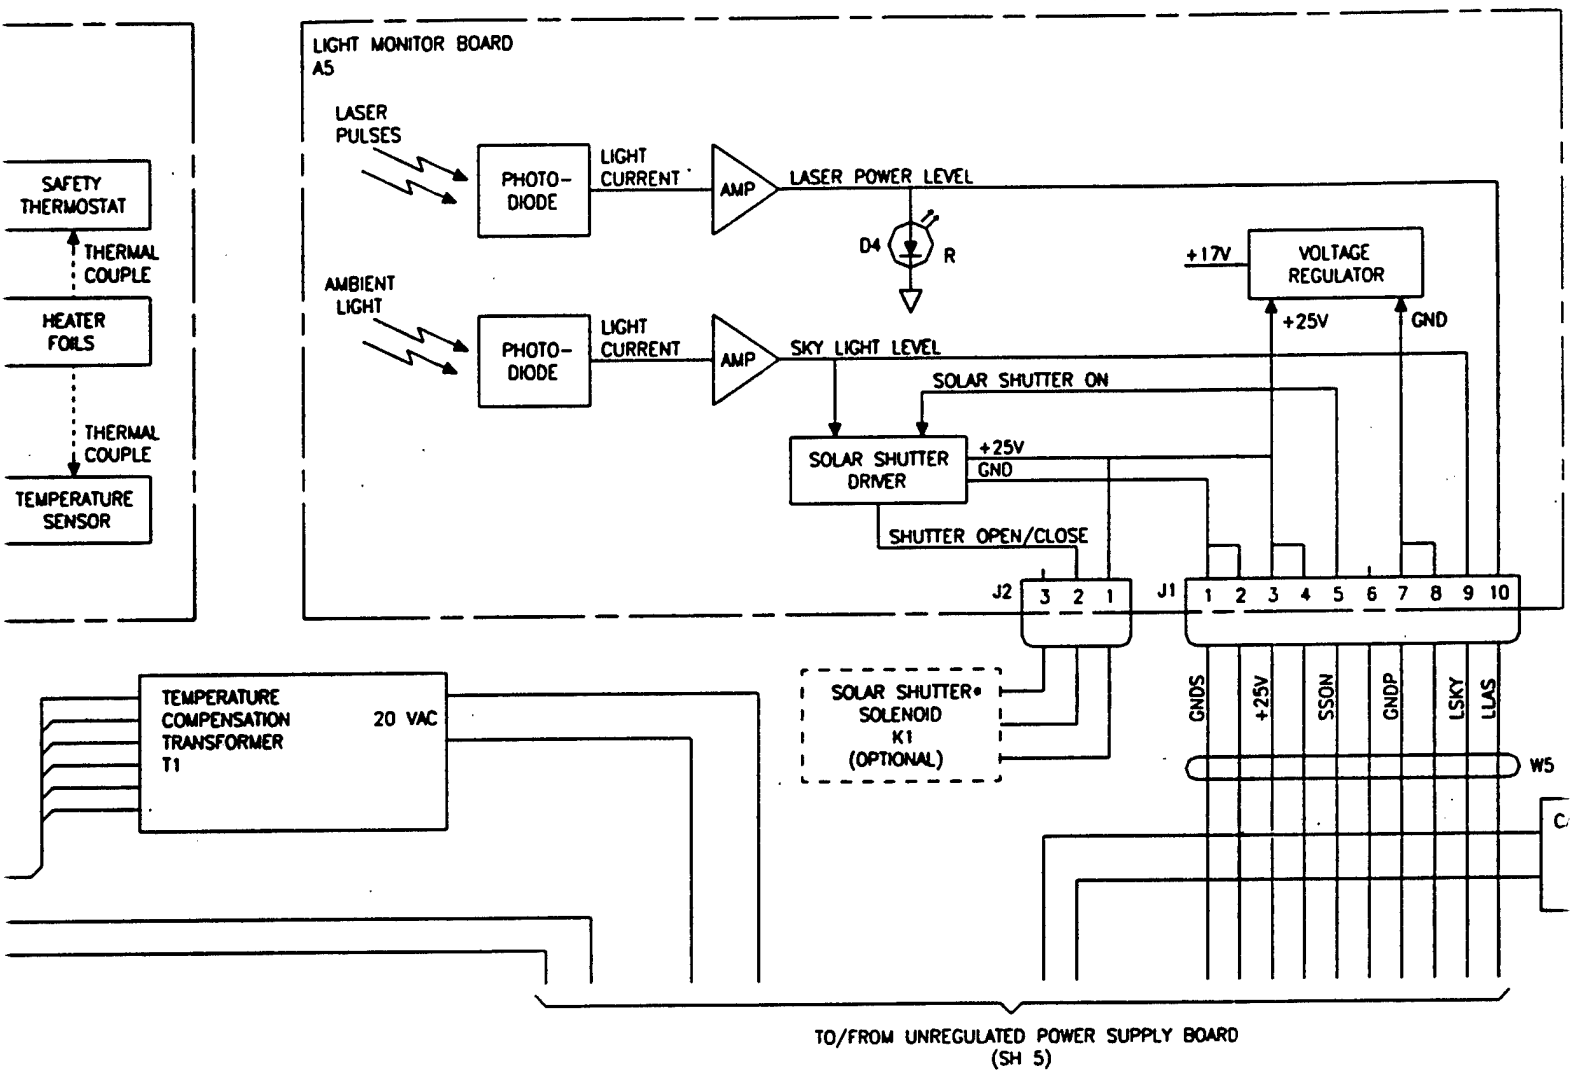 LIGHT MONITOR BOARD
A5
LASER
PULSES
PHOTO-
DIODE
LIGHT
CURRENT
AMP
LASER POWER LEVEL
D4
R
+17V
VOLTAGE
REGULATOR
+25V
GND
SAFETY
THERMOSTAT
THERMAL
COUPLE
HEATER
FOILS
THERMAL
COUPLE
TEMPERATURE
SENSOR
AMBIENT
LIGHT
PHOTO-
DIODE
LIGHT
CURRENT
AMP
SKY LIGHT LEVEL
SOLAR SHUTTER ON
SOLAR SHUTTER
DRIVER
+25V
GND
SHUTTER OPEN/CLOSE
J2
3 2 1
J1
1 2 3 4 5 6 7 8 9 10
SOLAR SHUTTER*
SOLENOID
K1
(OPTIONAL)
GNDS
+25V
SSON
GNDP
LSKY
LLAS
W5
TEMPERATURE
COMPENSATION
TRANSFORMER
T1
20 VAC
TO/FROM UNREGULATED POWER SUPPLY BOARD
(SH 5)